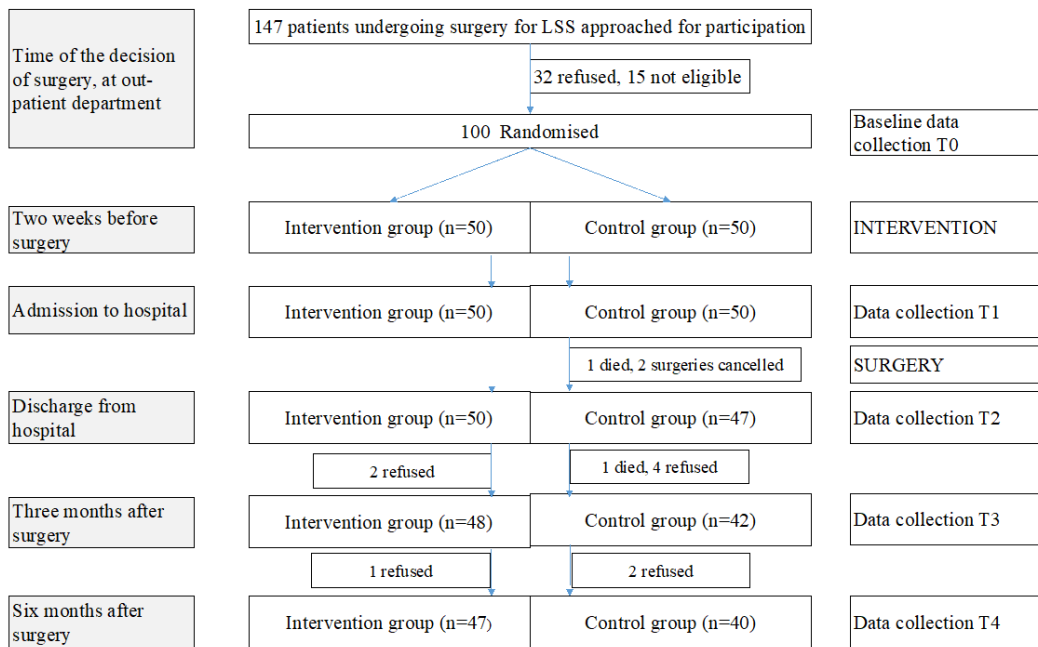 147 patients undergoing surgery for LSS approached for participation
Time of the decision
of surgery, at out-
patient department
32 refused, 15 not eligible
100 Randomised
Baseline data
collection T0
Two weeks before
surgery
Intervention group (n=50)
Control group (n=50)
INTERVENTION
Admission to hospital
Intervention group (n=50)
Control group (n=50)
Data collection T1
1 died, 2 surgeries cancelled
SURGERY
Discharge from
hospital
Intervention group (n=50)
Control group (n=47)
Data collection T2
2 refused
1 died, 4 refused
Three months after
surgery
Intervention group (n=48)
Control group (n=42)
Data collection T3
1 refused
2 refused
Six months after
surgery
Intervention group (n=47)
Control group (n=40)
Data collection T4